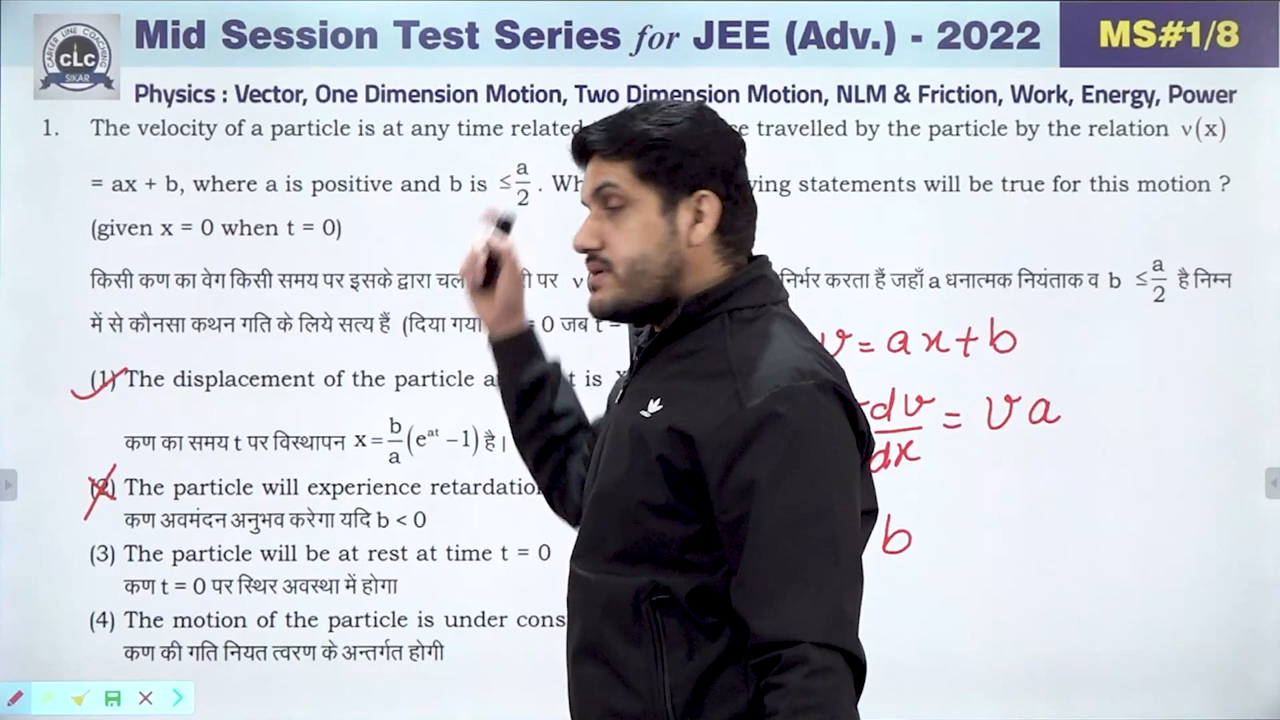 Mid Session Test Series for JEE (Adv.) - 2022 MS#1/8
CAREER LINE COACHING
CLC
SIKAR
Physics : Vector, One Dimension Motion, Two Dimension Motion, NLM & Friction, Work, Energy, Power
1. The velocity of a particle is at any time related travelled by the particle by the relation v(x)
= ax + b, where a is positive and b is ≤ a/2 . statements will be true for this motion ?
(given x = 0 when t = 0)
किसी कण का वेग किसी समय पर इसके द्वारा पर v निर्भर करता हैं जहाँ a धनात्मक नियंताक व b ≤ a/2 है निम्न
में से कौनसा कथन गति के लिये सत्य हैं (दिया गया 0 जब t
(1) The displacement of the particle t is x
कण का समय t पर विस्थापन x = b/a (e^at − 1) है।
(2) The particle will experience
कण अवमंदन अनुभव करेगा यदि b < 0
(3) The particle will be at rest at time t = 0
कण t = 0 पर स्थिर अवस्था में होगा
(4) The motion of the particle is under
कण की गति नियत त्वरण के अन्तर्गत होगी
v = ax + b
dv/dx = va
b